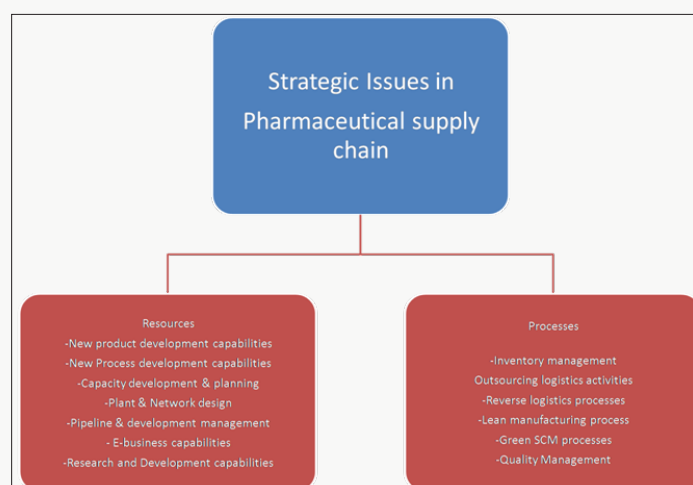 Strategic Issues in
Pharmaceutical supply
chain
Resources
-New product development capabilities
-New Process development capabilities
-Capacity development & planning
-Plant & Network design
-Pipeline & development management
- E-business capabilities
-Research and Development capabilities
Processes
-Inventory management
Outsourcing logistics activities
-Reverse logistics processes
-Lean manufacturing process
-Green SCM processes
-Quality Management